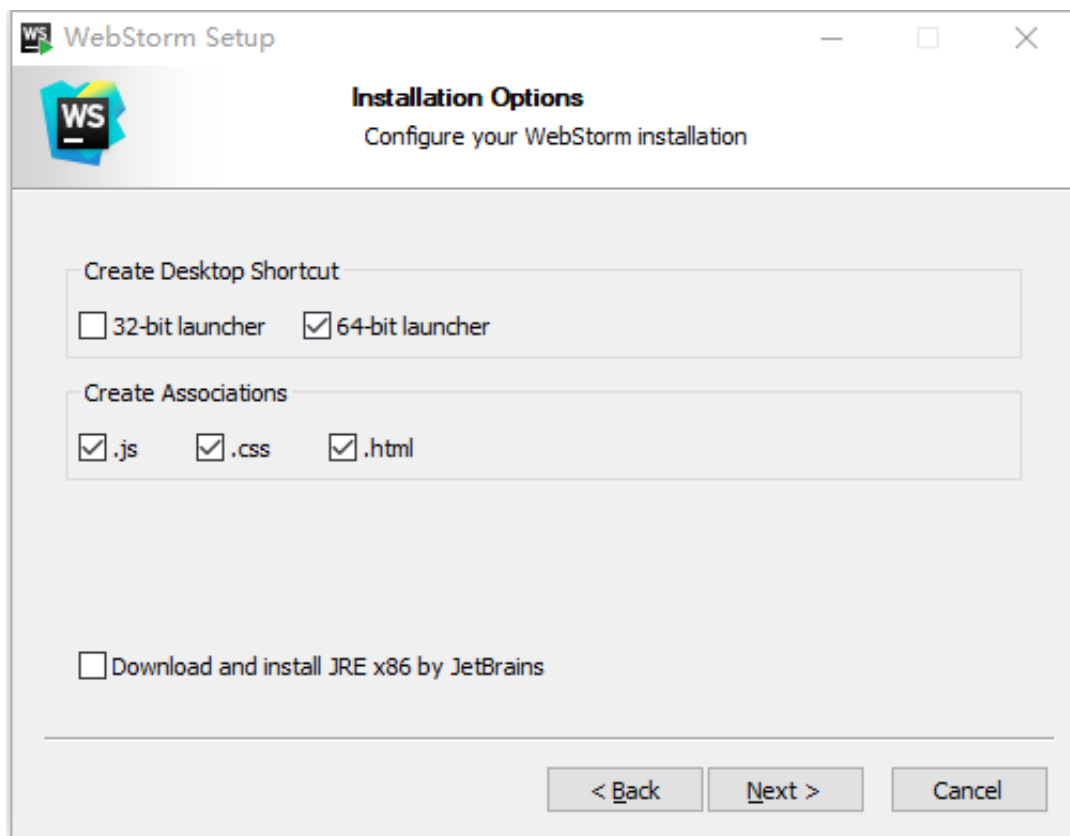 WS WebStorm Setup
WS
Installation Options
Configure your WebStorm installation
Create Desktop Shortcut
32-bit launcher 64-bit launcher
Create Associations
.js .css .html
Download and install JRE x86 by JetBrains
< Back Next > Cancel